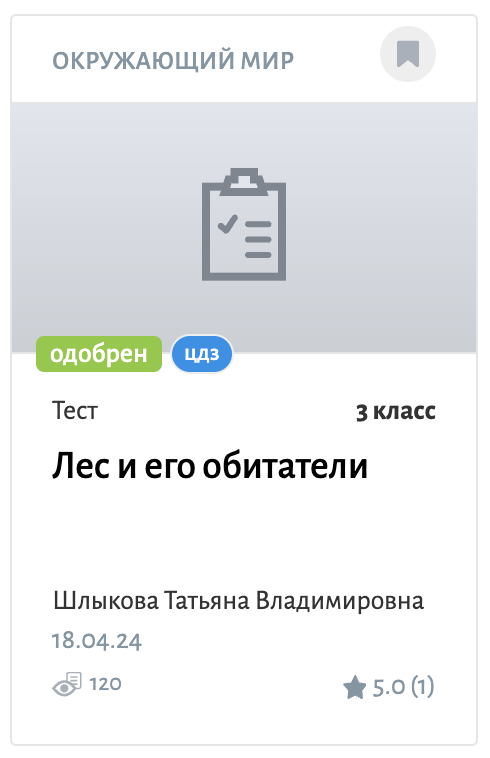 ОКРУЖАЮЩИЙ МИР
одобрен цдз
Тест 3 класс
Лес и его обитатели
Шлыкова Татьяна Владимировна
18.04.24
120 5.0 (1)